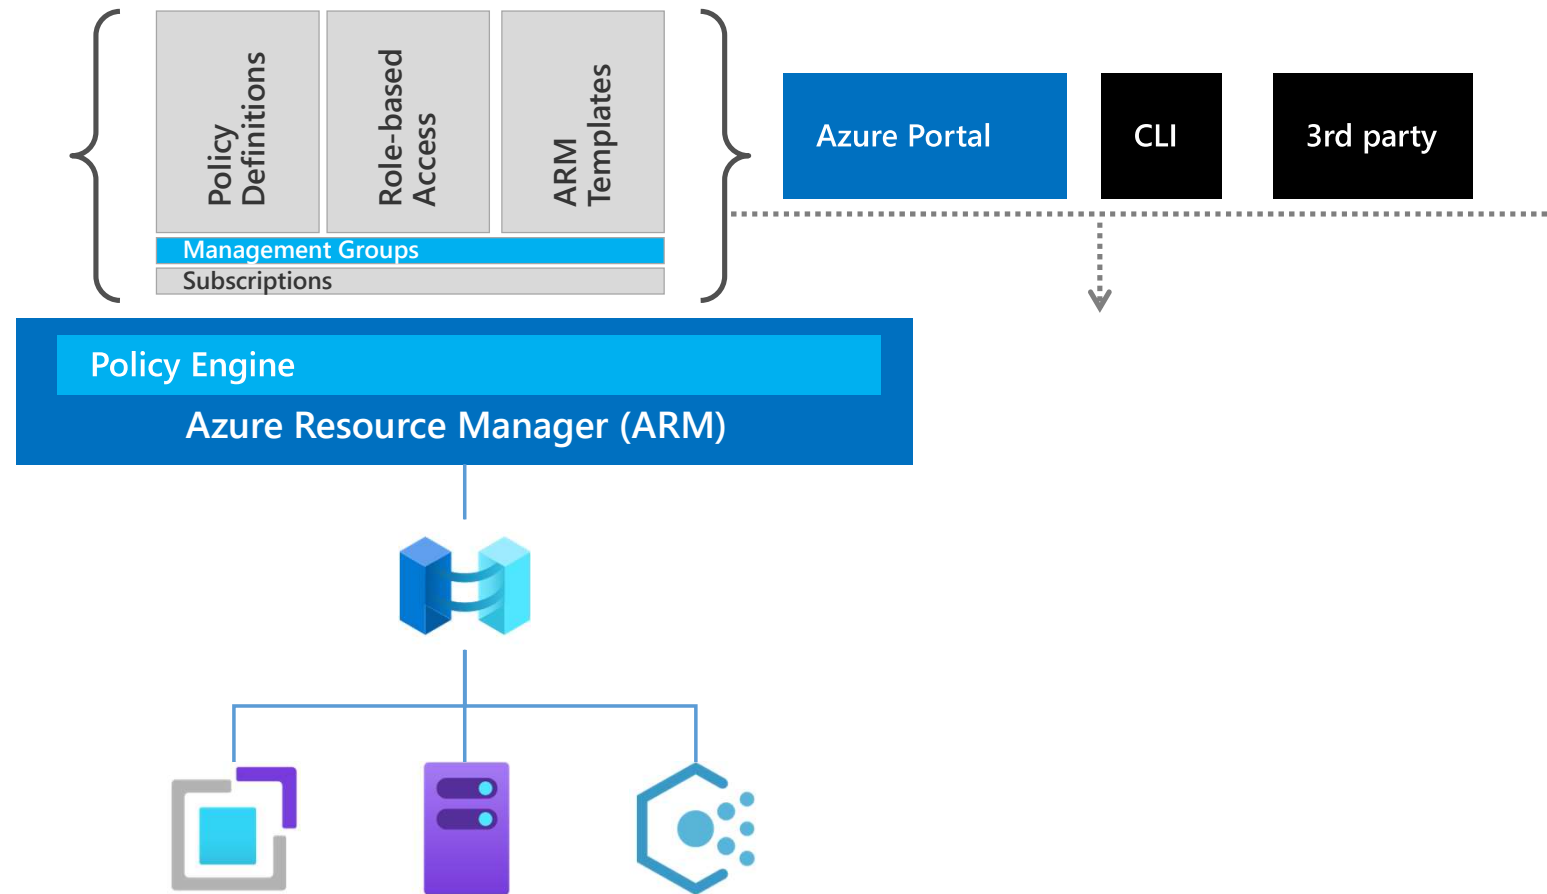 Policy
Definitions
Role-based
Access
ARM
Templates
Management Groups
Subscriptions
Azure Portal
CLI
3rd party
Policy Engine
Azure Resource Manager (ARM)